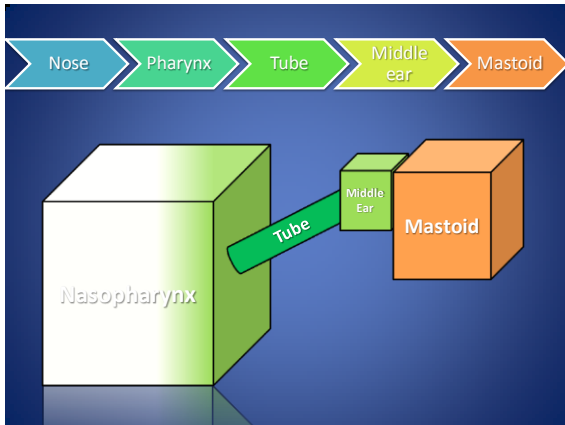 Nose
Pharynx
Tube
Middle
ear
Mastoid
Middle
Ear
Mastoid
Tube
Nasopharynx